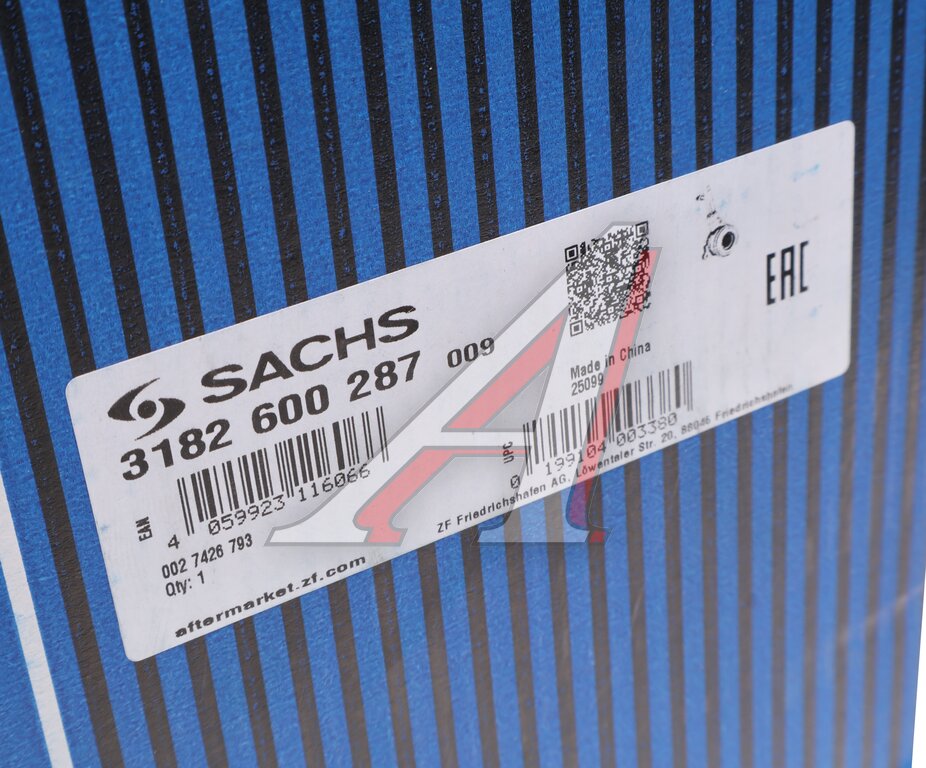 SACHS
3182 600 287 009
EAN
4 059923 116066
002 7426 793
Qty: 1
aftermarket.zf.com
Made in China
25099
UPC
0 199104 003380
ZF Friedrichshafen AG, Löwentaler Str. 20, 88046 Friedrichshafen
EAC